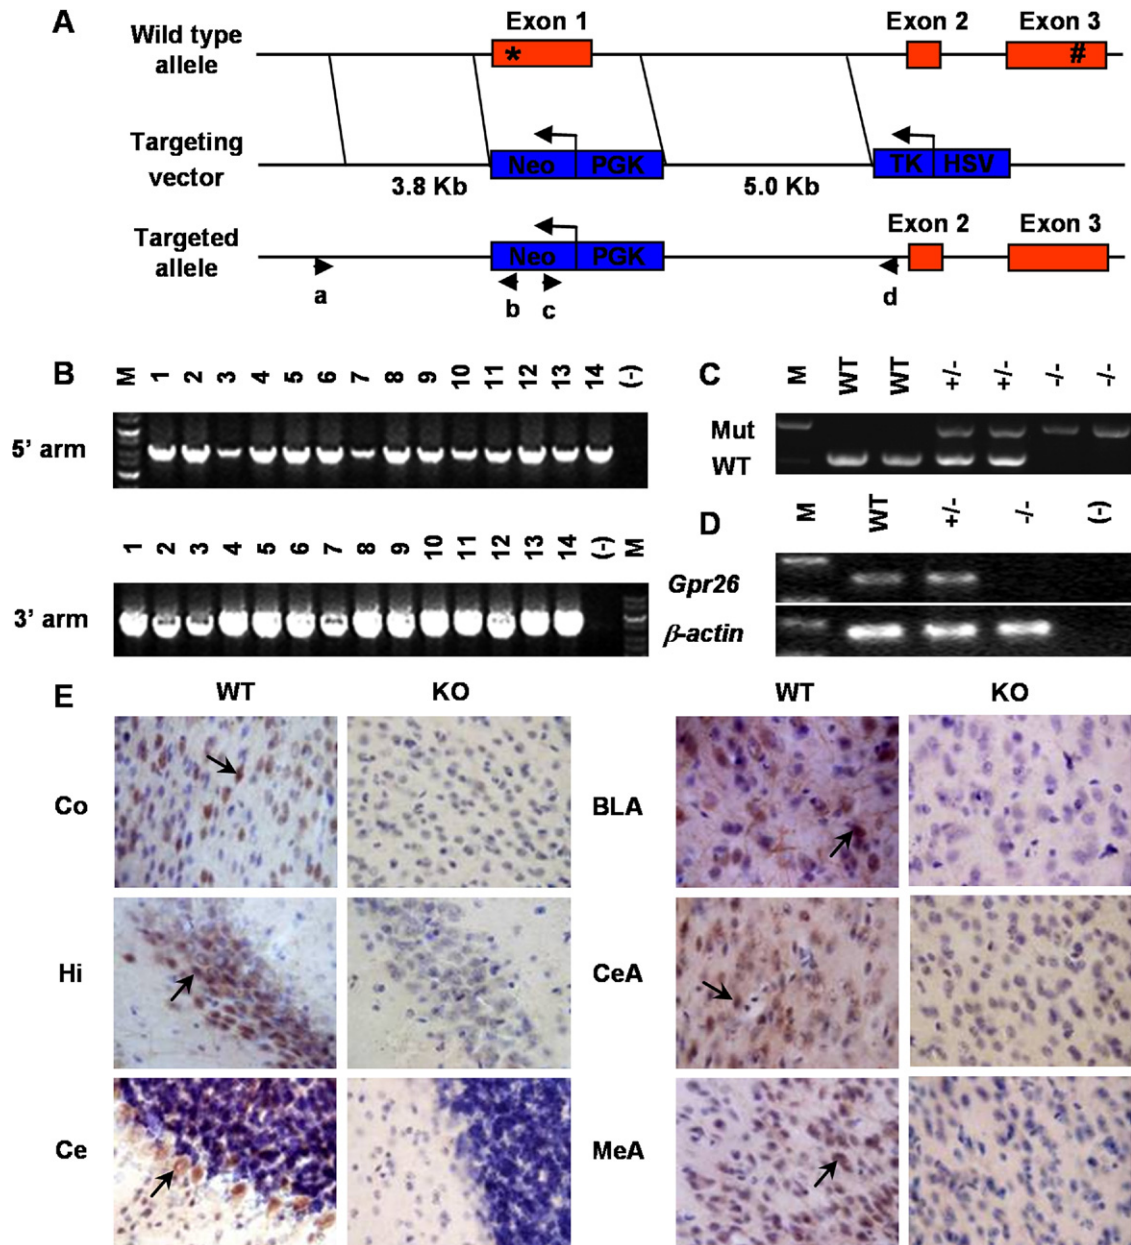 A
Wild type allele
Exon 1
*
Exon 2
Exon 3
#
Targeting vector
Neo
PGK
TK
HSV
3.8 Kb
5.0 Kb
Targeted allele
Neo
PGK
Exon 2
Exon 3
a
b
c
d
B
M 1 2 3 4 5 6 7 8 9 10 11 12 13 14 (-)
5' arm
1 2 3 4 5 6 7 8 9 10 11 12 13 14 (-) M
3' arm
C
M WT WT +/- +/- -/- -/-
Mut
WT
D
M WT +/- -/- (-)
Gpr26
β-actin
E
WT KO WT KO
Co
BLA
Hi
CeA
Ce
MeA